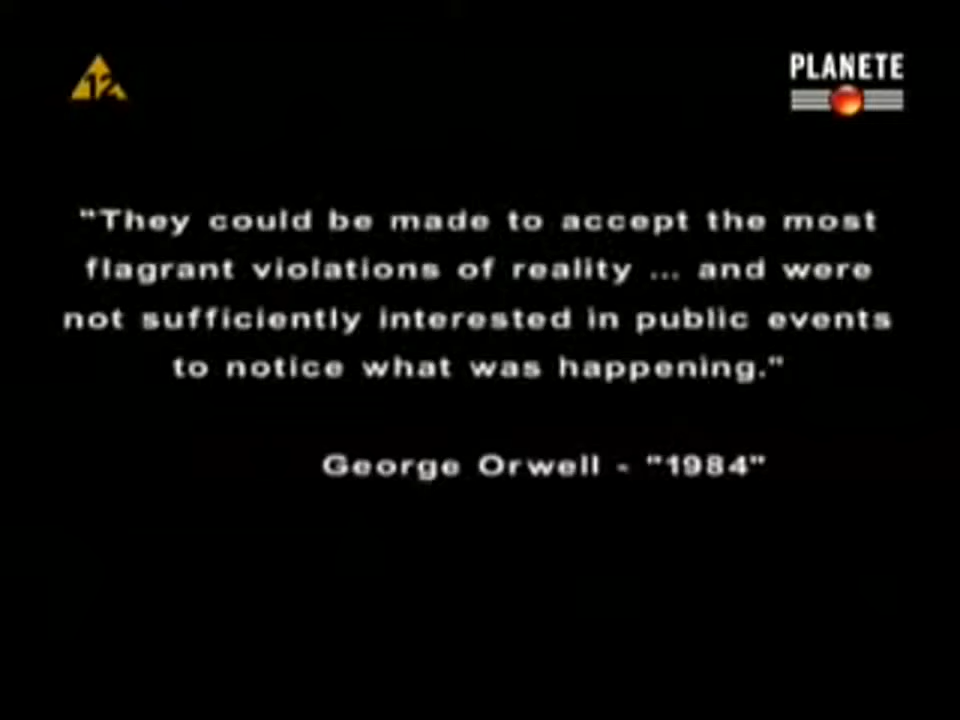 12
PLANETE
"They could be made to accept the most
flagrant violations of reality ... and were
not sufficiently interested in public events
to notice what was happening."
George Orwell - "1984"